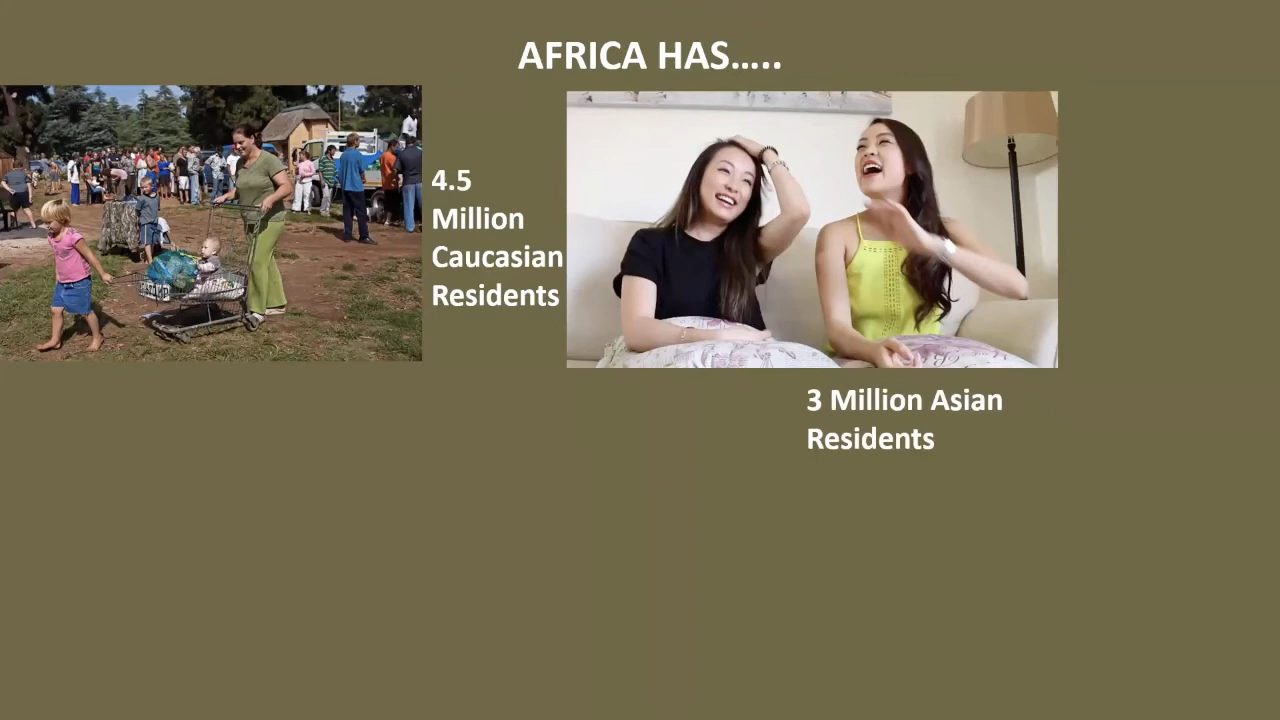 AFRICA HAS…..
4.5
Million
Caucasian
Residents
3 Million Asian
Residents